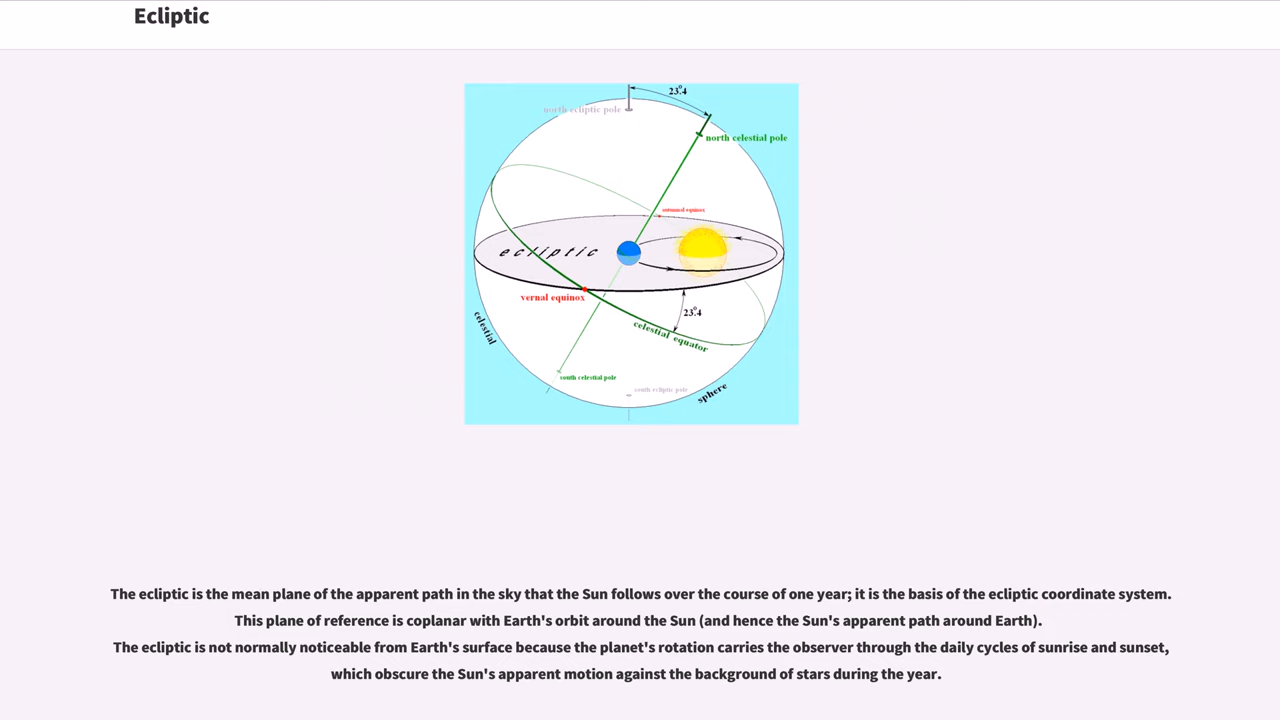 Ecliptic
23°.4
north ecliptic pole
north celestial pole
autumnal equinox
ecliptic
vernal equinox
23°.4
celestial
celestial equator
south celestial pole
south ecliptic pole
sphere
The ecliptic is the mean plane of the apparent path in the sky that the Sun follows over the course of one year; it is the basis of the ecliptic coordinate system.
This plane of reference is coplanar with Earth's orbit around the Sun (and hence the Sun's apparent path around Earth).
The ecliptic is not normally noticeable from Earth's surface because the planet's rotation carries the observer through the daily cycles of sunrise and sunset,
which obscure the Sun's apparent motion against the background of stars during the year.